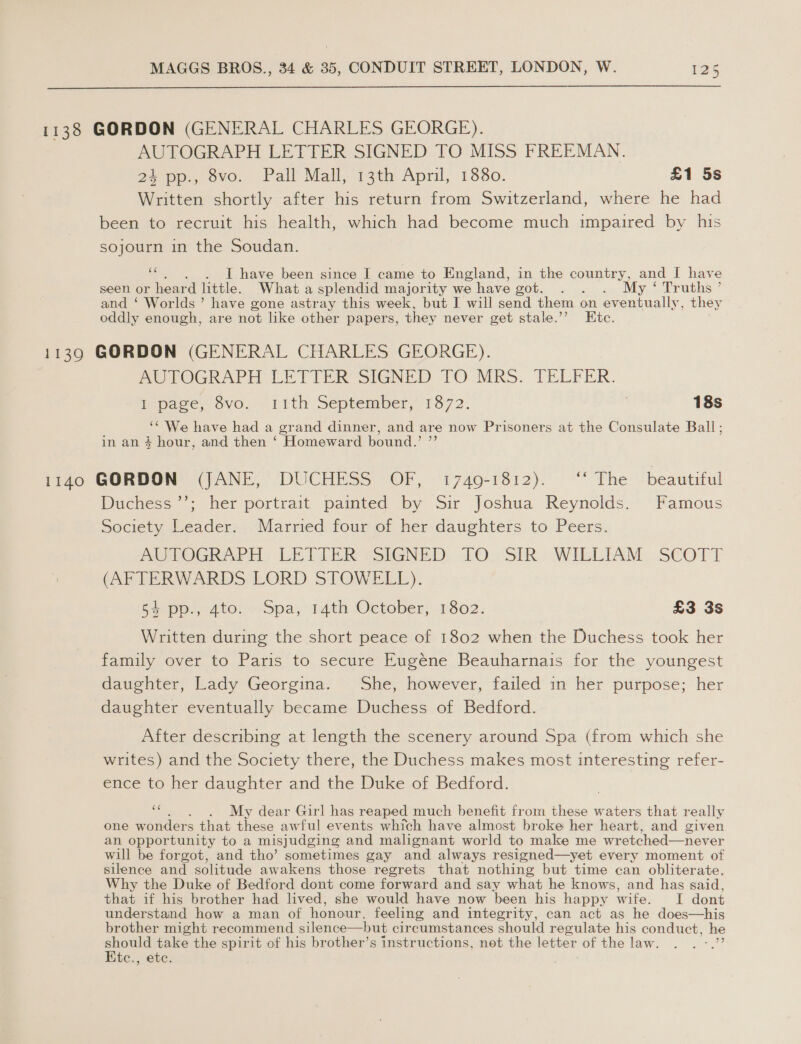 MAGGS BROS., 34 & 35, CONDUIT STREET, LONDON, W. 125
1138 GORDON (GENERAL CHARLES GEORGE).
AUTOGRAPH LETTER SIGNED TO MISS FREEMAN.
2½ pp., 8vo. Pall Mall, 13th April, 1880. £1 5s
Written shortly after his return from Switzerland, where he had
been to recruit his health, which had become much impaired by his
sojourn in the Soudan.
“. . . I have been since I came to England, in the country, and I have
seen or heard little. What a splendid majority we have got. . . . My ‘ Truths ’
and ‘ Worlds ’ have gone astray this week, but I will send them on eventually, they
oddly enough, are not like other papers, they never get stale.” Etc.
1139 GORDON (GENERAL CHARLES GEORGE).
AUTOGRAPH LETTER SIGNED TO MRS. TELFER.
1 page, 8vo. 11th September, 1872. 18s
“ We have had a grand dinner, and are now Prisoners at the Consulate Ball;
in an ½ hour, and then ‘ Homeward bound.’ ”
1140 GORDON (JANE, DUCHESS OF, 1749-1812). “ The beautiful
Duchess ”; her portrait painted by Sir Joshua Reynolds. Famous
Society Leader. Married four of her daughters to Peers.
AUTOGRAPH LETTER SIGNED TO SIR WILLIAM SCOTT
(AFTERWARDS LORD STOWELL).
5½ pp., 4to. Spa, 14th October, 1802. £3 3s
Written during the short peace of 1802 when the Duchess took her
family over to Paris to secure Eugéne Beauharnais for the youngest
daughter, Lady Georgina. She, however, failed in her purpose; her
daughter eventually became Duchess of Bedford.
After describing at length the scenery around Spa (from which she
writes) and the Society there, the Duchess makes most interesting refer-
ence to her daughter and the Duke of Bedford.
“. . . My dear Girl has reaped much benefit from these waters that really
one wonders that these awful events which have almost broke her heart, and given
an opportunity to a misjudging and malignant world to make me wretched—never
will be forgot, and tho’ sometimes gay and always resigned—yet every moment of
silence and solitude awakens those regrets that nothing but time can obliterate.
Why the Duke of Bedford dont come forward and say what he knows, and has said,
that if his brother had lived, she would have now been his happy wife. I dont
understand how a man of honour, feeling and integrity, can act as he does—his
brother might recommend silence—but circumstances should regulate his conduct, he
should take the spirit of his brother’s instructions, not the letter of the law. . . .”
Etc., etc.